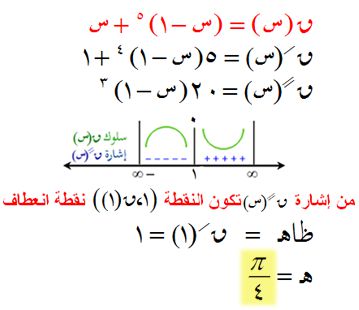 ق(س) = (س − ١)⁵ + س
قَ(س) = ٥(س − ١)⁴ + ١
قً(س) = ٢٠(س − ١)³
سلوك ق(س)
إشارة قً(س)
− − − − − + + + + +
∞− ١ ∞
من إشارة قً(س) تكون النقطة (١، ق(١)) نقطة انعطاف
ظاهـ = قَ(١) = ١
هـ = π/٤